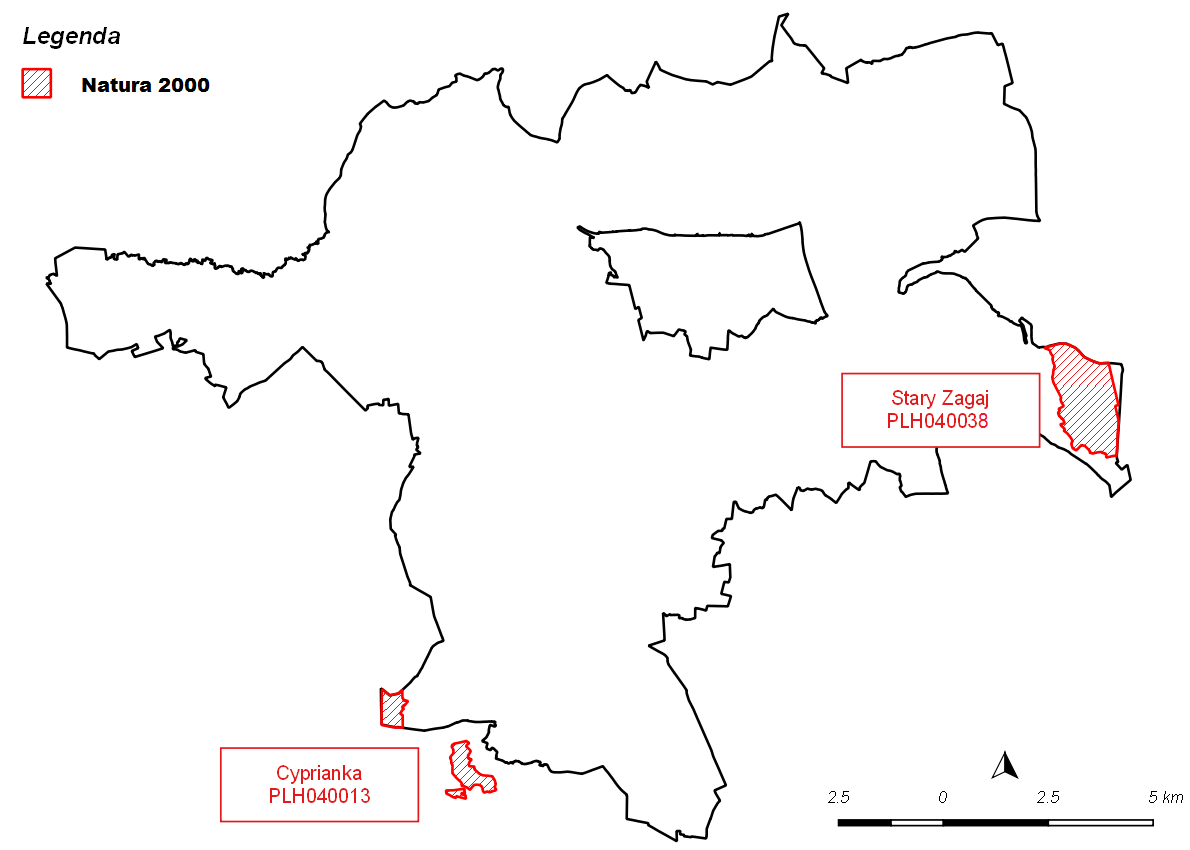 Legenda
Natura 2000
Stary Zagaj
PLH040038
Cyprianka
PLH040013
2.5 0 2.5 5 km